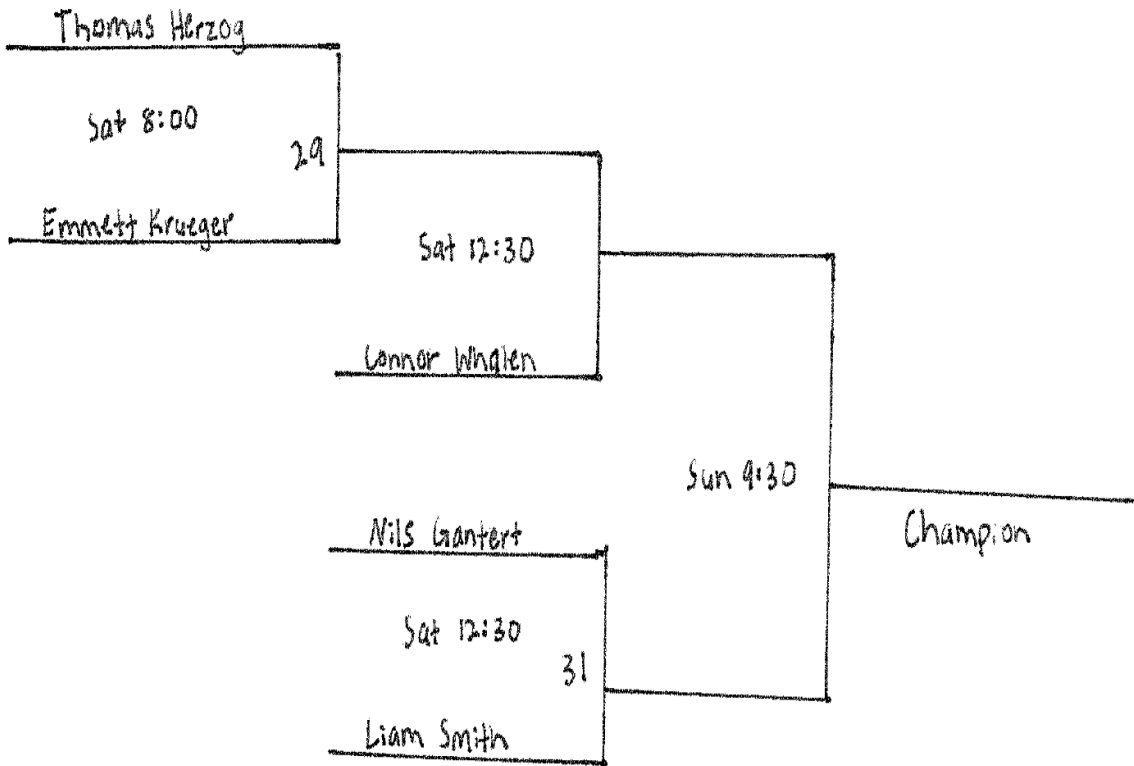 Thomas Herzog
Sat 8:00
29
Emmett Krueger
Sat 12:30
Connor Whalen
Sun 9:30
Champion
Nils Gantert
Sat 12:30
31
Liam Smith